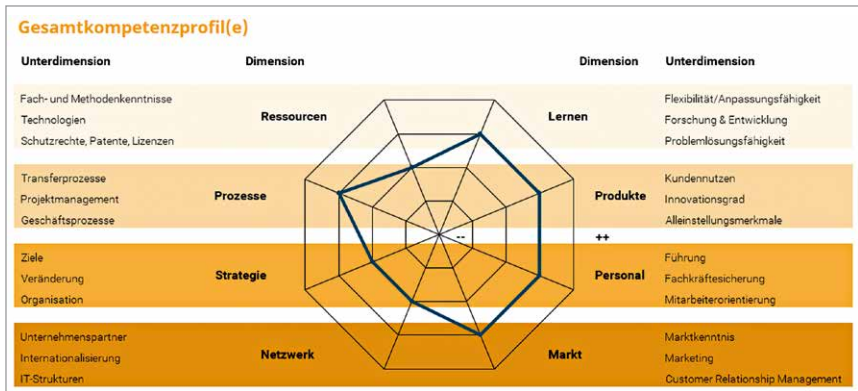 Gesamtkompetenzprofil(e)
Unterdimension Dimension Dimension Unterdimension
Fach- und Methodenkenntnisse Flexibilität/Anpassungsfähigkeit
Technologien Ressourcen Lernen Forschung & Entwicklung
Schutzrechte, Patente, Lizenzen Problemlösungsfähigkeit
Transferprozesse Kundennutzen
Projektmanagement Prozesse Produkte Innovationsgrad
Geschäftsprozesse Alleinstellungsmerkmale
-- ++
Ziele Führung
Veränderung Strategie Personal Fachkräftesicherung
Organisation Mitarbeiterorientierung
Unternehmenspartner Marktkenntnis
Internationalisierung Netzwerk Markt Marketing
IT-Strukturen Customer Relationship Management